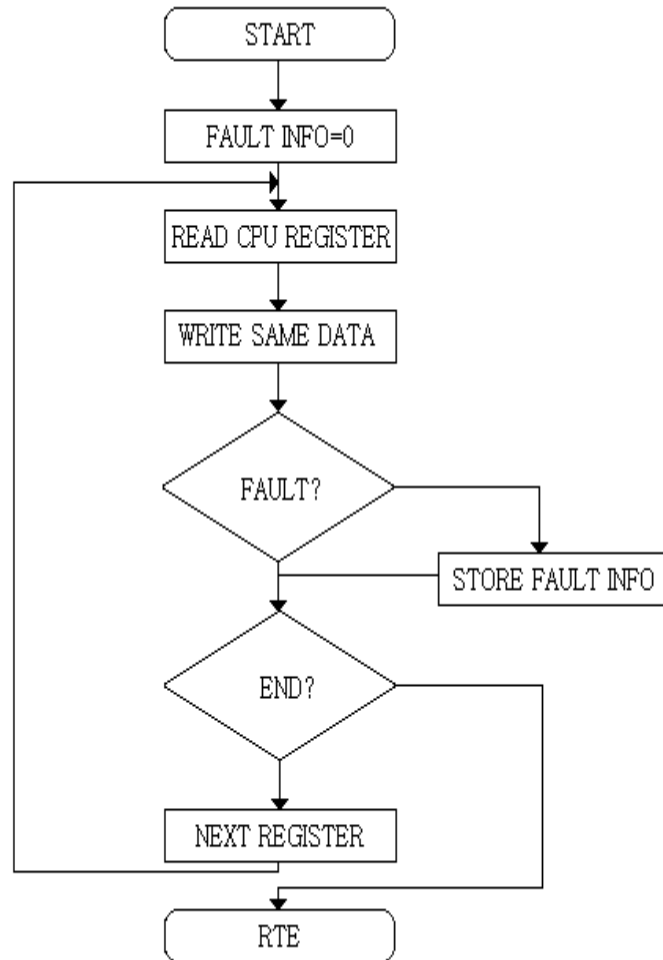 START
FAULT INFO=0
READ CPU REGISTER
WRITE SAME DATA
FAULT?
STORE FAULT INFO
END?
NEXT REGISTER
RTE